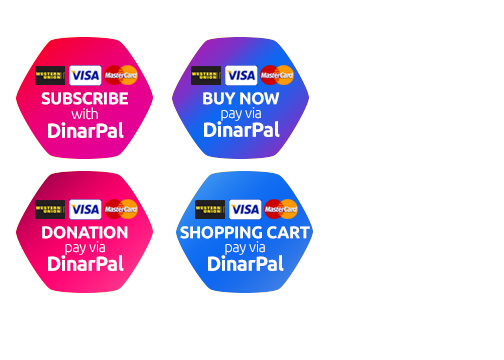 WESTERN UNION VISA MasterCard
SUBSCRIBE
with
DinarPal
WESTERN UNION VISA MasterCard
BUY NOW
pay via
DinarPal
WESTERN UNION VISA MasterCard
DONATION
pay via
DinarPal
WESTERN UNION VISA MasterCard
SHOPPING CART
pay via
DinarPal